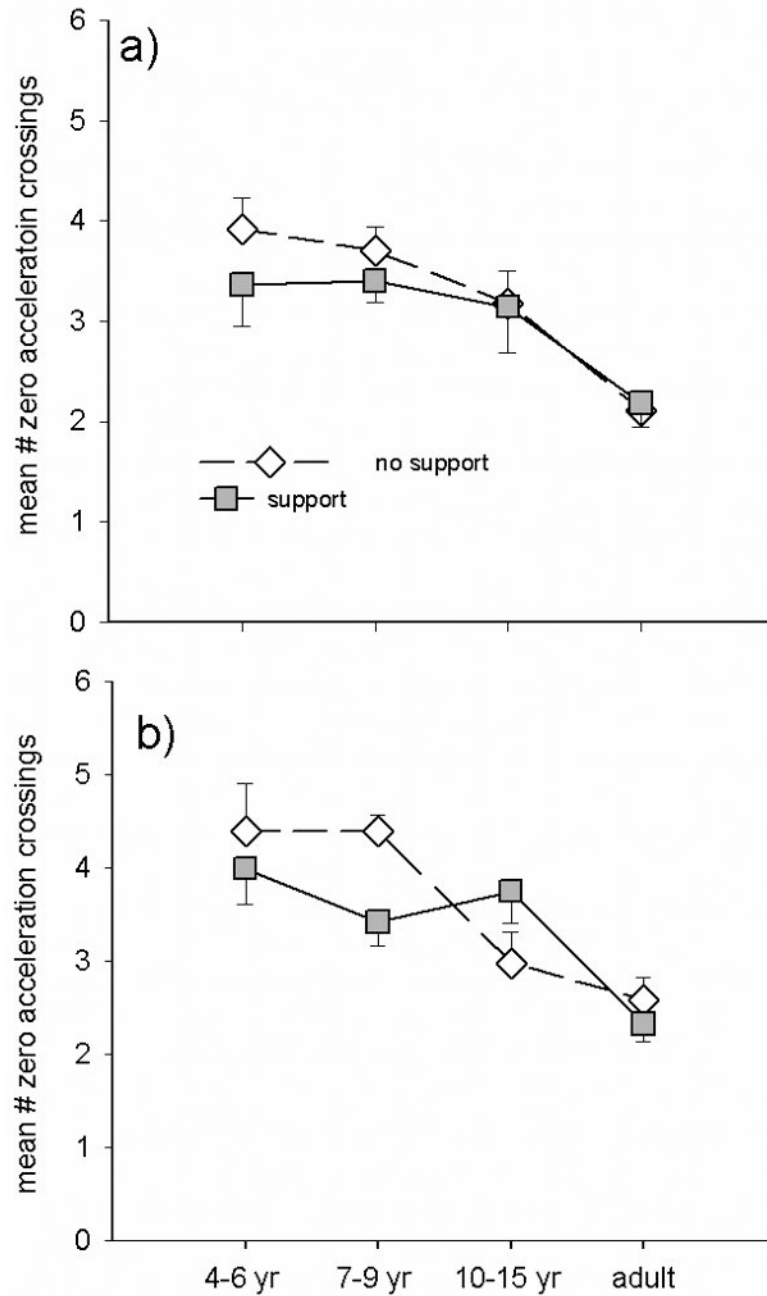 6
a)
5
4
3
2
1
0
mean # zero acceleratoin crossings
no support
support
6
b)
5
4
3
2
1
0
mean # zero acceleration crossings
4-6 yr 7-9 yr 10-15 yr adult